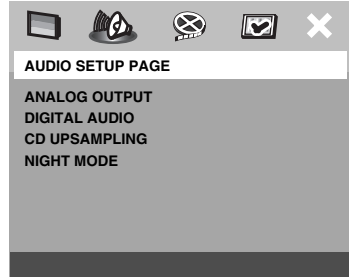 AUDIO SETUP PAGE
ANALOG OUTPUT
DIGITAL AUDIO
CD UPSAMPLING
NIGHT MODE